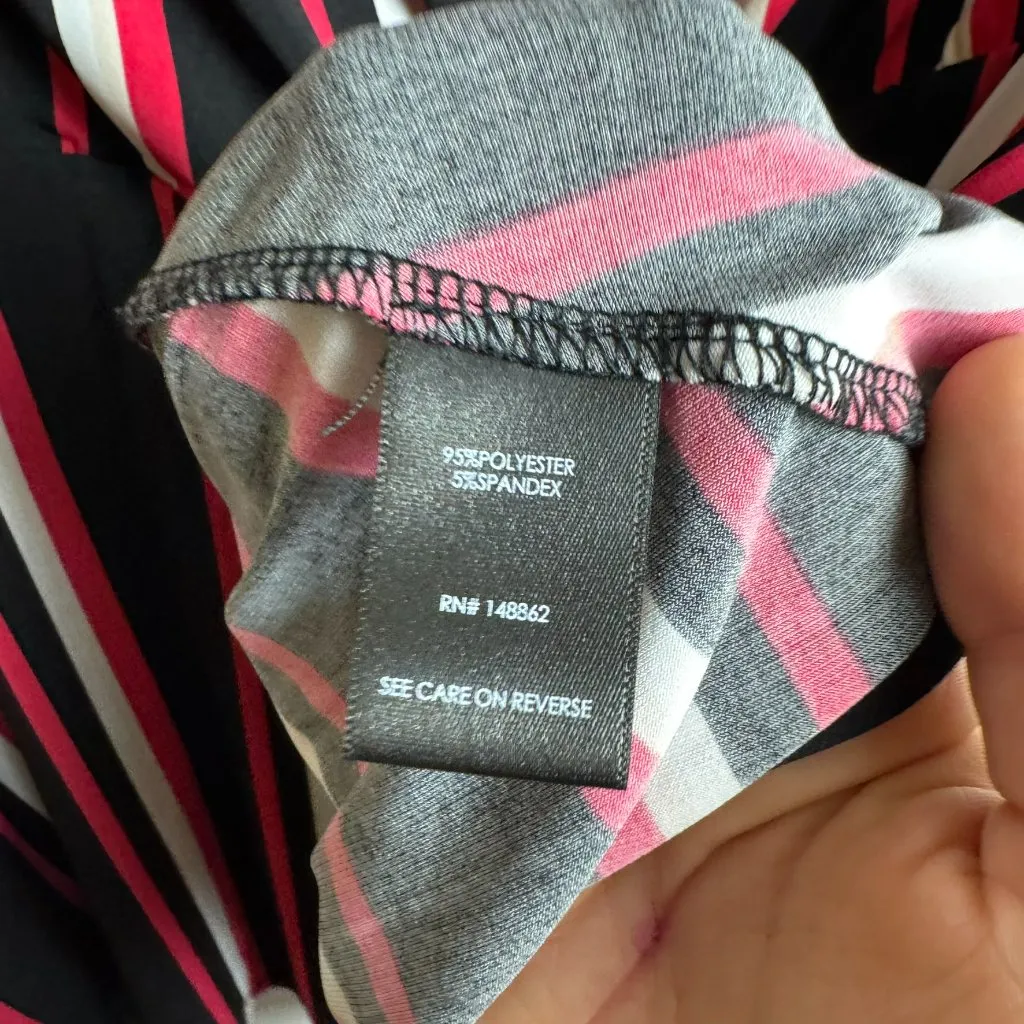 95%POLYESTER
5%SPANDEX
RN# 148862
SEE CARE ON REVERSE